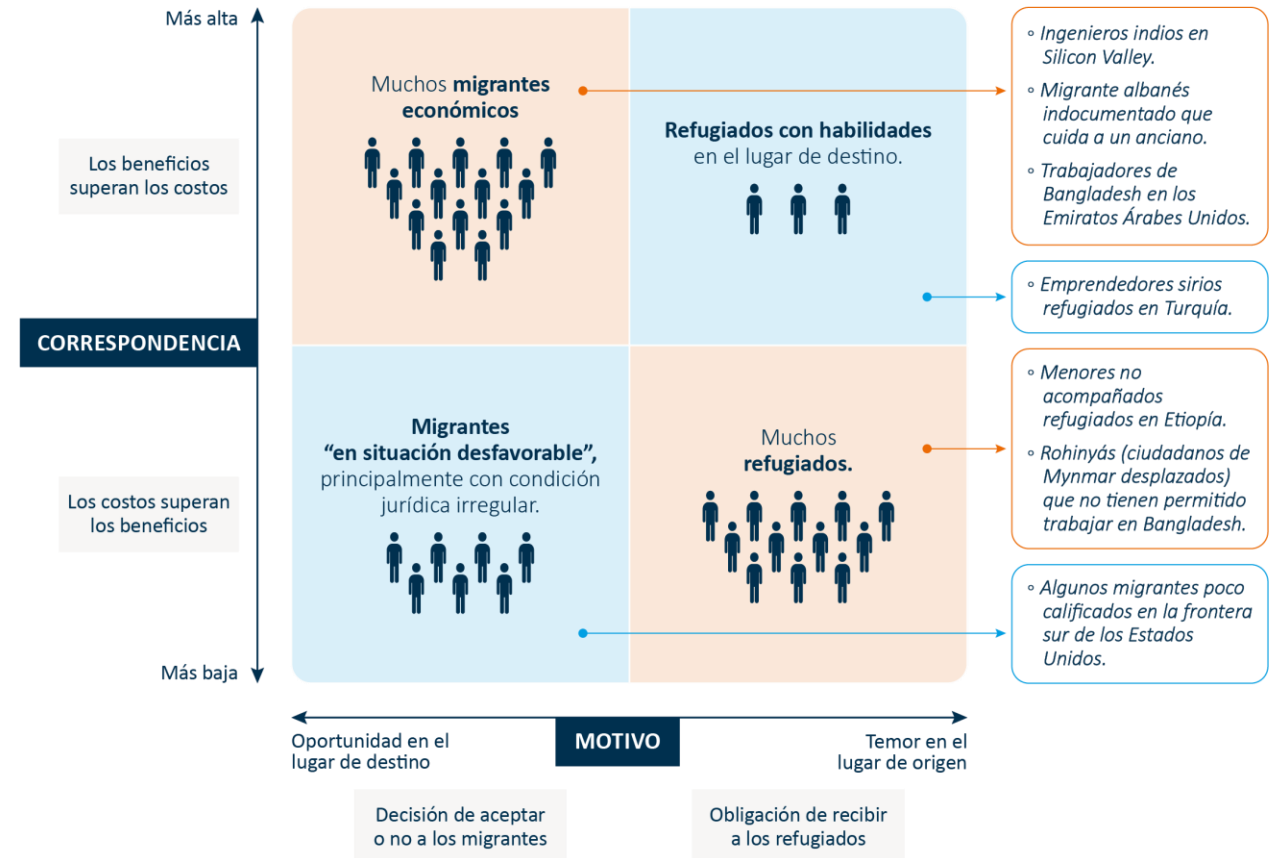 Más alta
Los beneficios
superan los costos
CORRESPONDENCIA
Los costos superan
los beneficios
Más baja
Muchos migrantes
económicos
Refugiados con habilidades
en el lugar de destino.
Migrantes
“en situación desfavorable”,
principalmente con condición
jurídica irregular.
Muchos
refugiados.
◦ Ingenieros indios en
Silicon Valley.
◦ Migrante albanés
indocumentado que
cuida a un anciano.
◦ Trabajadores de
Bangladesh en los
Emiratos Árabes Unidos.
◦ Emprendedores sirios
refugiados en Turquía.
◦ Menores no
acompañados
refugiados en Etiopía.
◦ Rohinyás (ciudadanos de
Mynmar desplazados)
que no tienen permitido
trabajar en Bangladesh.
◦ Algunos migrantes poco
calificados en la frontera
sur de los Estados
Unidos.
Oportunidad en el
lugar de destino
MOTIVO
Temor en el
lugar de origen
Decisión de aceptar
o no a los migrantes
Obligación de recibir
a los refugiados